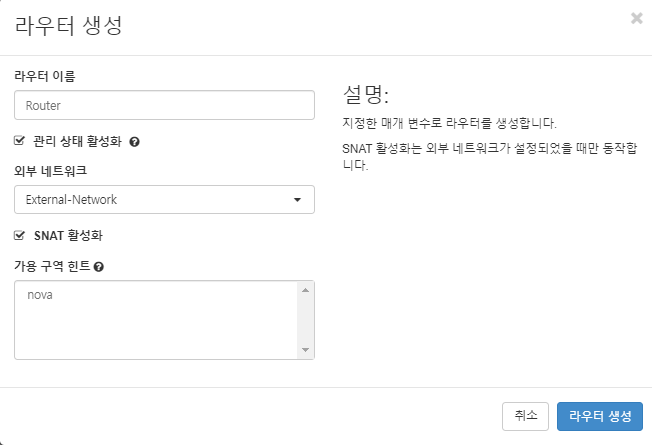 라우터 생성
라우터 이름
Router
관리 상태 활성화
외부 네트워크
External-Network
SNAT 활성화
가용 구역 힌트
nova
설명:
지정한 매개 변수로 라우터를 생성합니다.
SNAT 활성화는 외부 네트워크가 설정되었을 때만 동작합
니다.
취소
라우터 생성